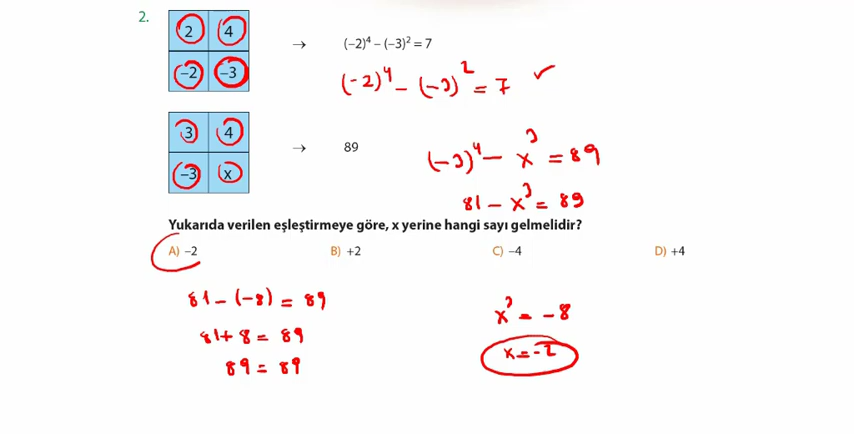 2.
2 4
-2 -3
→ (−2)⁴ − (−3)² = 7
(-2)⁴ - (-3)² = 7 ✓
3 4
-3 x
→ 89
(-3)⁴ - x³ = 89
81 - x³ = 89
Yukarıda verilen eşleştirmeye göre, x yerine hangi sayı gelmelidir?
A) −2 B) +2 C) −4 D) +4
81 - (-8) = 89
81 + 8 = 89
89 = 89
x³ = -8
x = -2